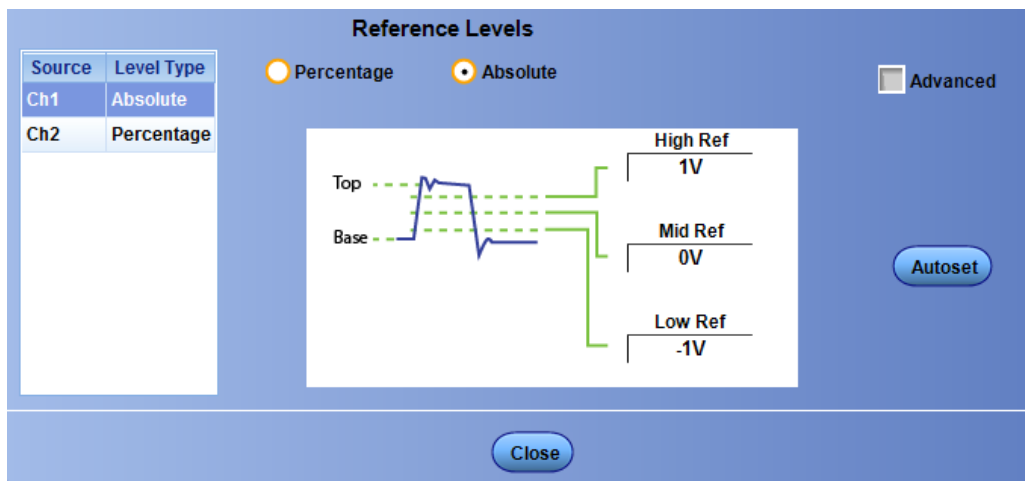 Reference Levels
Source Level Type
Ch1 Absolute
Ch2 Percentage
Percentage Absolute
Advanced
Top
Base
High Ref
1V
Mid Ref
0V
Low Ref
-1V
Autoset
Close